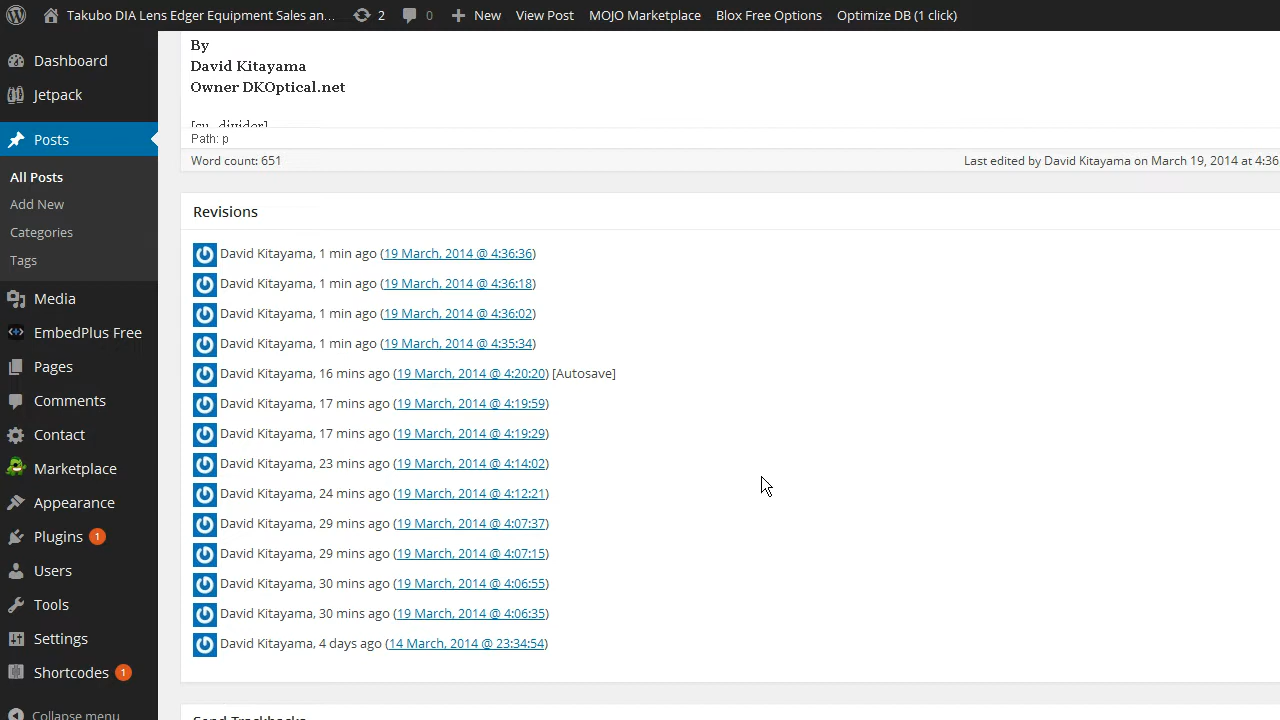 Takubo DIA Lens Edger Equipment Sales an... 2 0 New View Post MOJO Marketplace Blox Free Options Optimize DB (1 click)
Dashboard
Jetpack
Posts
All Posts
Add New
Categories
Tags
Media
EmbedPlus Free
Pages
Comments
Contact
Marketplace
Appearance
Plugins 1
Users
Tools
Settings
Shortcodes 1
Collapse menu
By
David Kitayama
Owner DKOptical.net
[su_divider]
Path: p
Word count: 651
Last edited by David Kitayama on March 19, 2014 at 4:36
Revisions
David Kitayama, 1 min ago (19 March, 2014 @ 4:36:36)
David Kitayama, 1 min ago (19 March, 2014 @ 4:36:18)
David Kitayama, 1 min ago (19 March, 2014 @ 4:36:02)
David Kitayama, 1 min ago (19 March, 2014 @ 4:35:34)
David Kitayama, 16 mins ago (19 March, 2014 @ 4:20:20) [Autosave]
David Kitayama, 17 mins ago (19 March, 2014 @ 4:19:59)
David Kitayama, 17 mins ago (19 March, 2014 @ 4:19:29)
David Kitayama, 23 mins ago (19 March, 2014 @ 4:14:02)
David Kitayama, 24 mins ago (19 March, 2014 @ 4:12:21)
David Kitayama, 29 mins ago (19 March, 2014 @ 4:07:37)
David Kitayama, 29 mins ago (19 March, 2014 @ 4:07:15)
David Kitayama, 30 mins ago (19 March, 2014 @ 4:06:55)
David Kitayama, 30 mins ago (19 March, 2014 @ 4:06:35)
David Kitayama, 4 days ago (14 March, 2014 @ 23:34:54)
Send Trackbacks